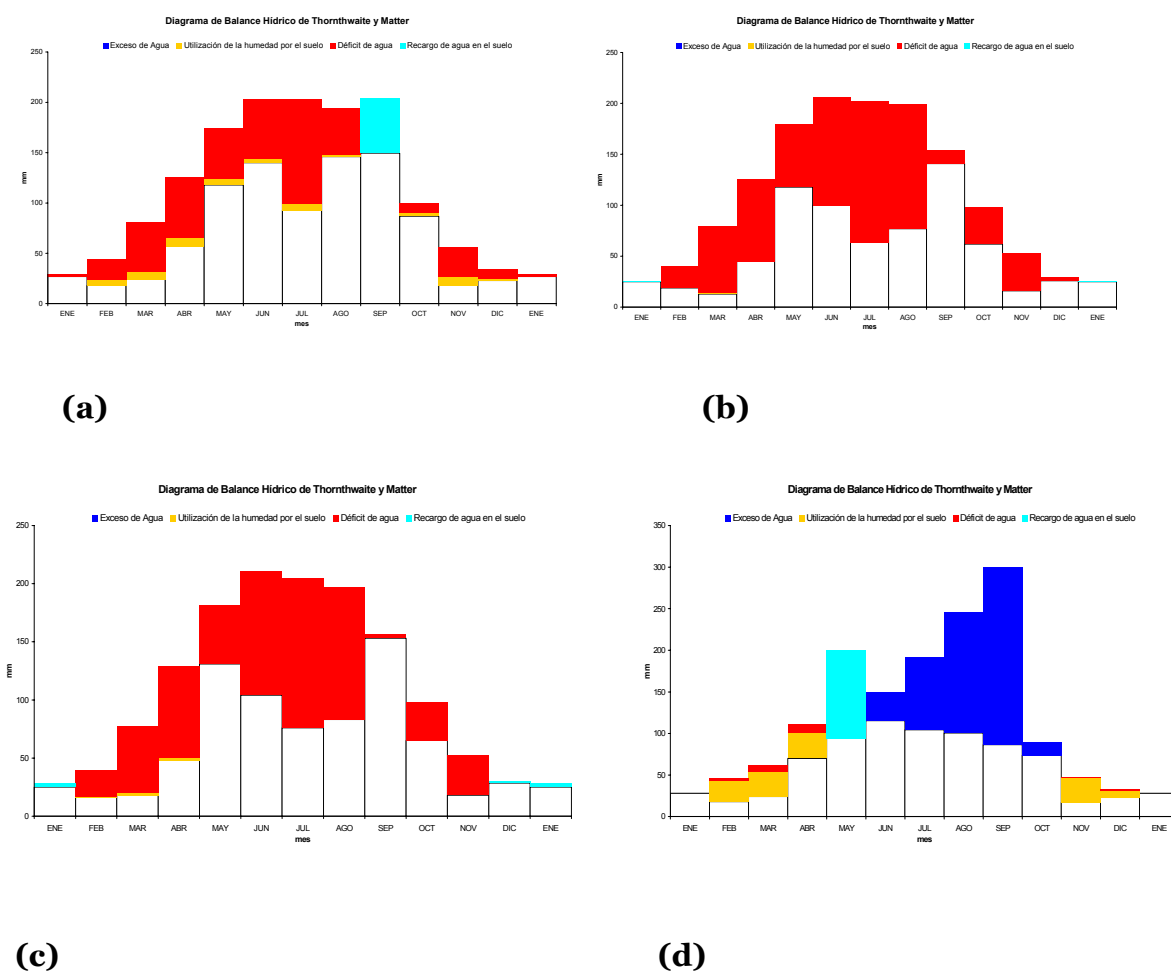 Diagrama de Balance Hídrico de Thornthwaite y Matter
Exceso de Agua Utilización de la humedad por el suelo Déficit de agua Recargo de agua en el suelo
250
200
150
100
50
0
mm
ENE FEB MAR ABR MAY JUN JUL AGO SEP OCT NOV DIC ENE
mes
(a)
Diagrama de Balance Hídrico de Thornthwaite y Matter
Exceso de Agua Utilización de la humedad por el suelo Déficit de agua Recargo de agua en el suelo
250
200
150
100
50
0
mm
ENE FEB MAR ABR MAY JUN JUL AGO SEP OCT NOV DIC ENE
mes
(b)
Diagrama de Balance Hídrico de Thornthwaite y Matter
Exceso de Agua Utilización de la humedad por el suelo Déficit de agua Recargo de agua en el suelo
250
200
150
100
50
0
mm
ENE FEB MAR ABR MAY JUN JUL AGO SEP OCT NOV DIC ENE
mes
(c)
Diagrama de Balance Hídrico de Thornthwaite y Matter
Exceso de Agua Utilización de la humedad por el suelo Déficit de agua Recargo de agua en el suelo
350
300
250
200
150
100
50
0
mm
ENE FEB MAR ABR MAY JUN JUL AGO SEP OCT NOV DIC ENE
mes
(d)